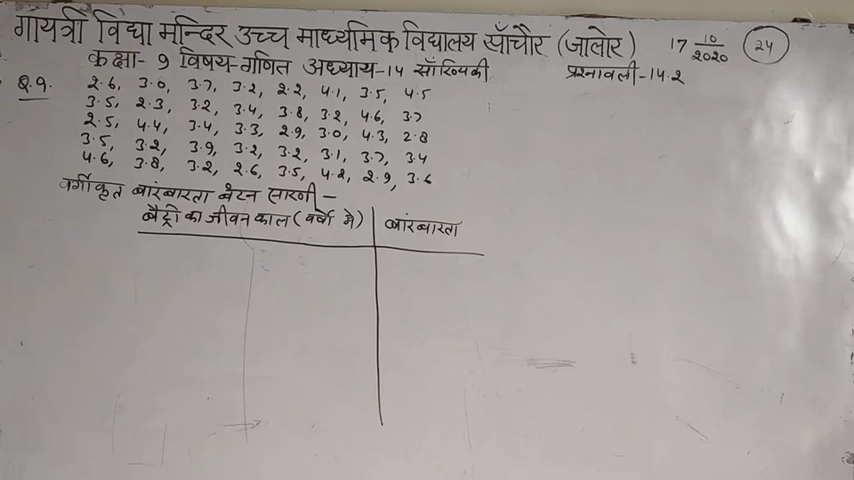 गायत्री विद्या मन्दिर उच्च माध्यमिक विद्यालय साँचौर (जालोर) 17 10/2020 24
कक्षा-9 विषय-गणित अध्याय-14 सांख्यिकी प्रश्नावली-14.2
Q.9. 2.6, 3.0, 3.7, 3.2, 2.2, 4.1, 3.5, 4.5
3.5, 2.3, 3.2, 3.4, 3.8, 3.2, 4.6, 3.7
2.5, 4.4, 3.4, 3.3, 2.9, 3.0, 4.3, 2.8
3.5, 3.2, 3.9, 3.2, 3.2, 3.1, 3.7, 3.4
4.6, 3.8, 3.2, 2.6, 3.5, 4.2, 2.9, 3.6
वर्गीकृत बारंबारता बंटन सारणी -
बैट्री का जीवन काल (वर्षो में) बारंबारता